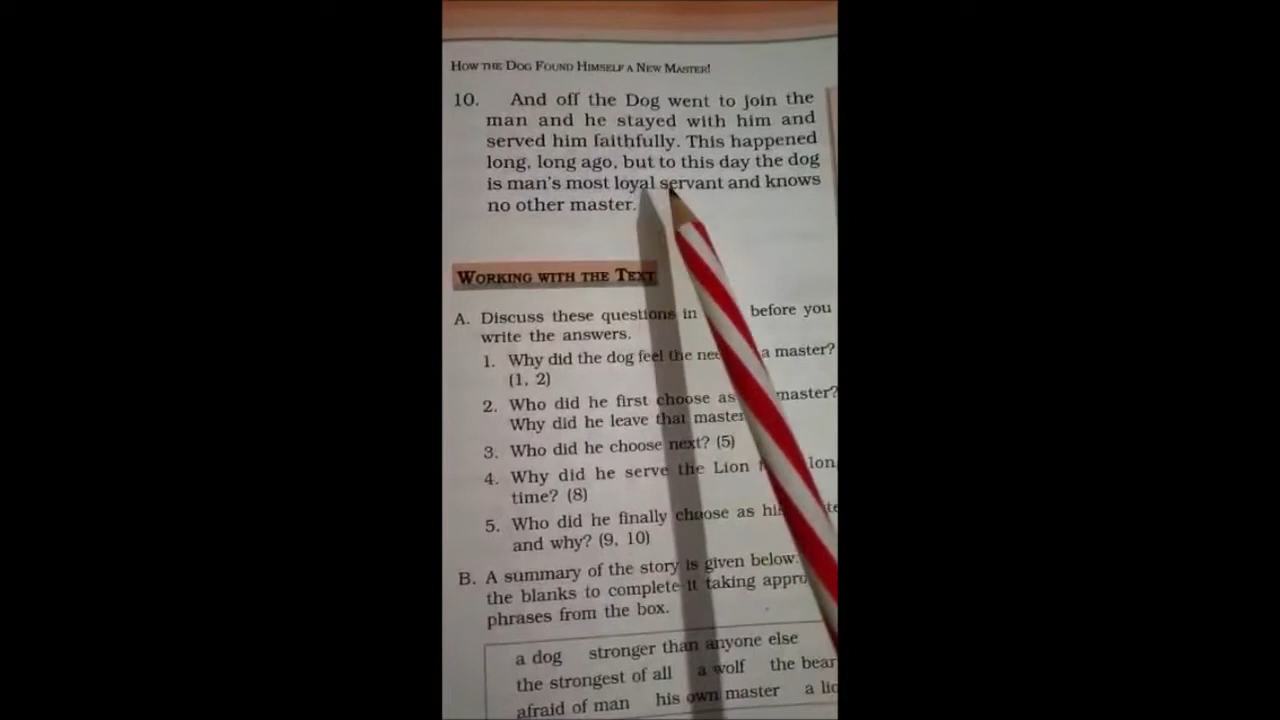 HOW THE DOG FOUND HIMSELF A NEW MASTER!
10. And off the Dog went to join the
man and he stayed with him and
served him faithfully. This happened
long, long ago, but to this day the dog
is man's most loyal servant and knows
no other master.
WORKING WITH THE TEXT
A. Discuss these questions in before you
write the answers.
1. Why did the dog feel the a master?
(1, 2)
2. Who did he first choose as master?
Why did he leave that master
3. Who did he choose next? (5)
4. Why did he serve the Lion
time? (8)
5. Who did he finally choose as
and why? (9, 10)
B. A summary of the story is given below.
the blanks to complete it taking
phrases from the box.
a dog stronger than anyone else
the strongest of all a wolf the bear
afraid of man his own master a